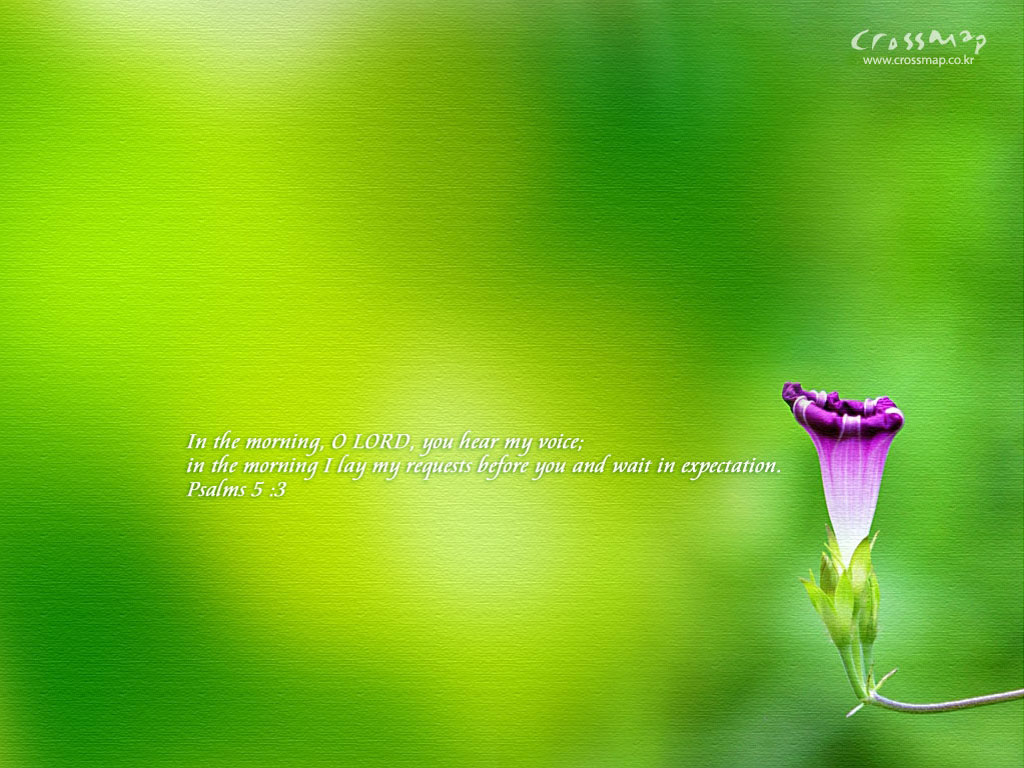 crossmap
www.crossmap.co.kr
In the morning, O LORD, you hear my voice;
in the morning I lay my requests before you and wait in expectation.
Psalms 5 :3